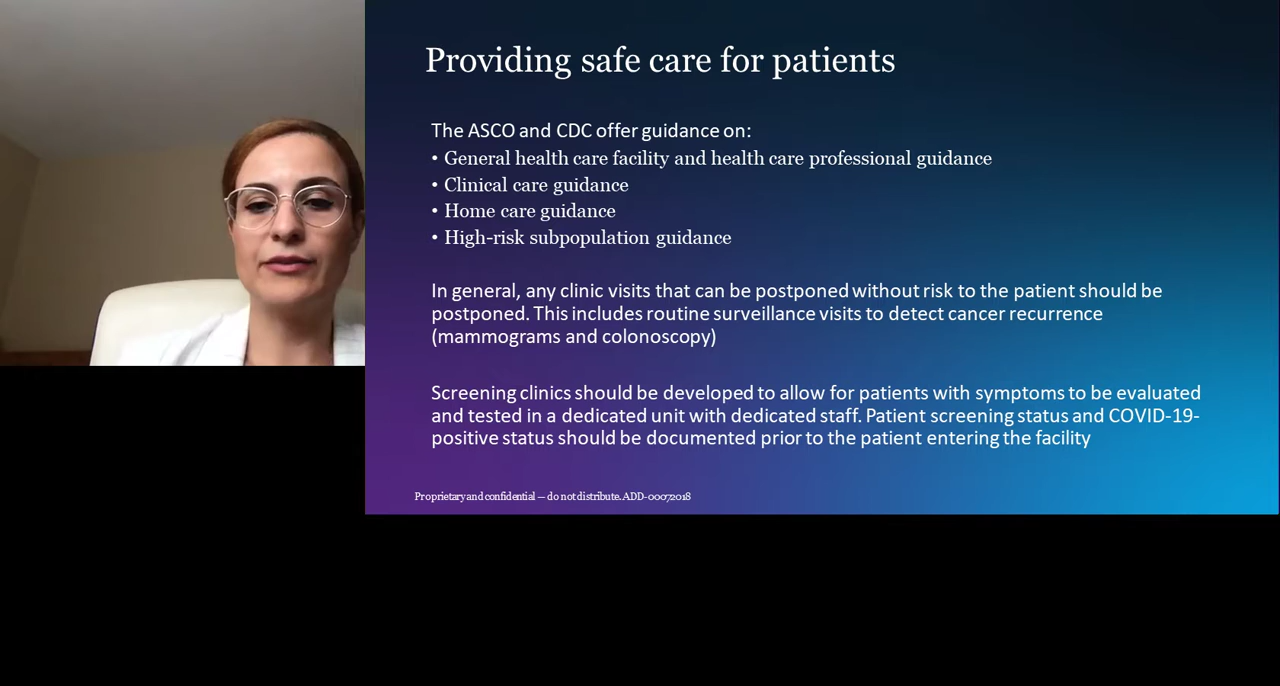 Providing safe care for patients
The ASCO and CDC offer guidance on:
• General health care facility and health care professional guidance
• Clinical care guidance
• Home care guidance
• High-risk subpopulation guidance
In general, any clinic visits that can be postponed without risk to the patient should be
postponed. This includes routine surveillance visits to detect cancer recurrence
(mammograms and colonoscopy)
Screening clinics should be developed to allow for patients with symptoms to be evaluated
and tested in a dedicated unit with dedicated staff. Patient screening status and COVID-19-
positive status should be documented prior to the patient entering the facility
Proprietary and confidential — do not distribute. ADD-00072018